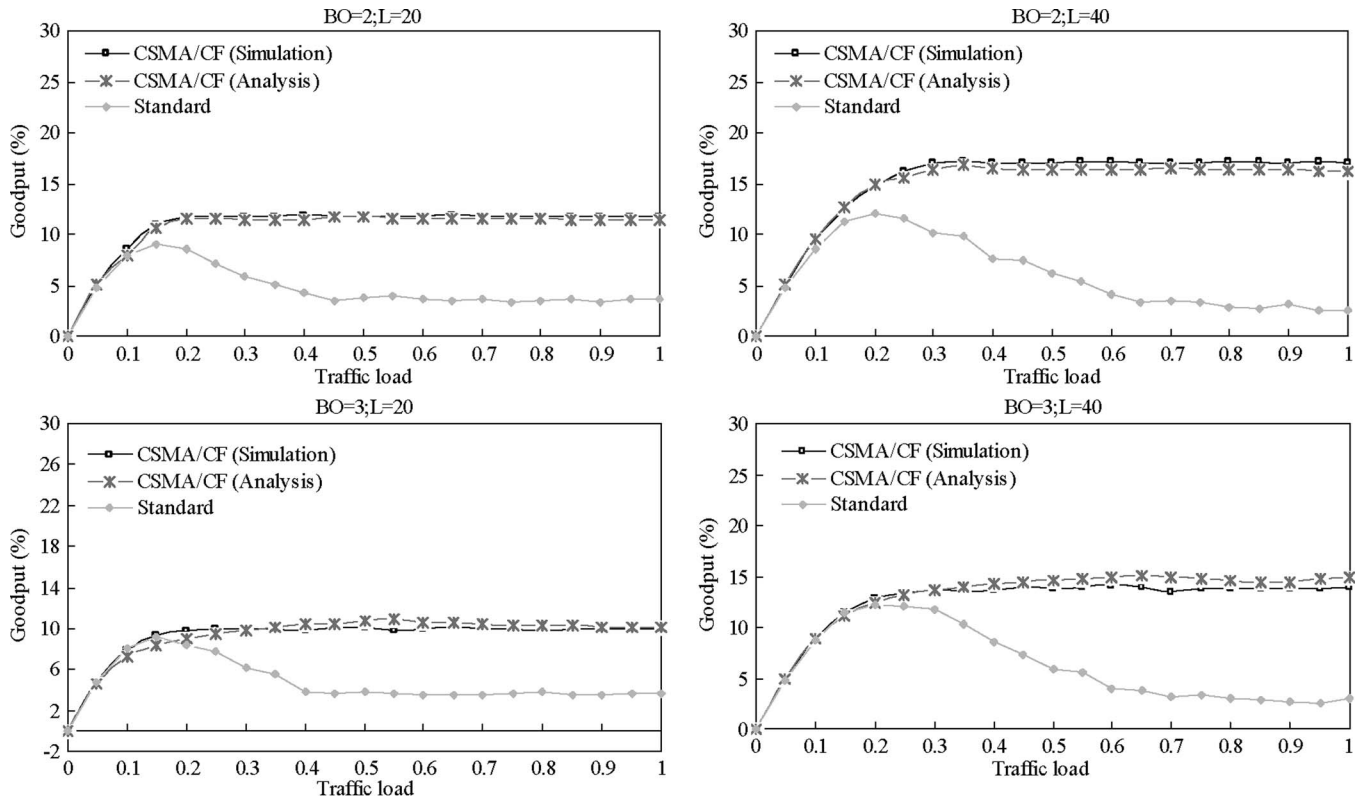 BO=2;L=20
30
25
20
15
10
5
0
Goodput (%)
CSMA/CF (Simulation)
CSMA/CF (Analysis)
Standard
0 0.1 0.2 0.3 0.4 0.5 0.6 0.7 0.8 0.9 1
Traffic load
BO=2;L=40
30
25
20
15
10
5
0
Goodput (%)
CSMA/CF (Simulation)
CSMA/CF (Analysis)
Standard
0 0.1 0.2 0.3 0.4 0.5 0.6 0.7 0.8 0.9 1
Traffic load
BO=3;L=20
30
26
22
18
14
10
6
2
-2
Goodput (%)
CSMA/CF (Simulation)
CSMA/CF (Analysis)
Standard
0 0.1 0.2 0.3 0.4 0.5 0.6 0.7 0.8 0.9 1
Traffic load
BO=3;L=40
30
25
20
15
10
5
0
Goodput (%)
CSMA/CF (Simulation)
CSMA/CF (Analysis)
Standard
0 0.1 0.2 0.3 0.4 0.5 0.6 0.7 0.8 0.9 1
Traffic load